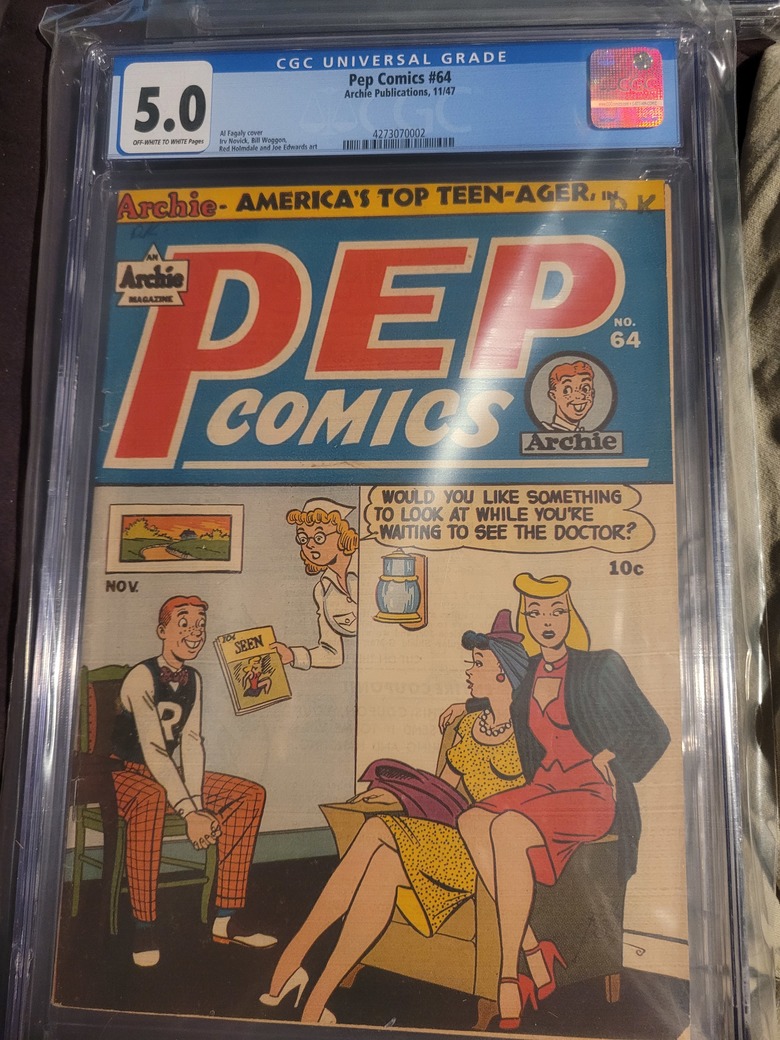 CGC UNIVERSAL GRADE
5.0
OFF-WHITE TO WHITE Pages
Pep Comics #64
Archie Publications, 11/47
Al Fagaly cover
Irv Novick, Bill Woggon,
Red Holmdale and Joe Edwards art
4273070002
CGC
Archie- AMERICA'S TOP TEEN-AGER, IN
AN
Archie
MAGAZINE
PEP
COMICS
NO.
64
Archie
WOULD YOU LIKE SOMETHING
TO LOOK AT WHILE YOU'RE
WAITING TO SEE THE DOCTOR?
10c
NOV.
10¢
SEEN
R